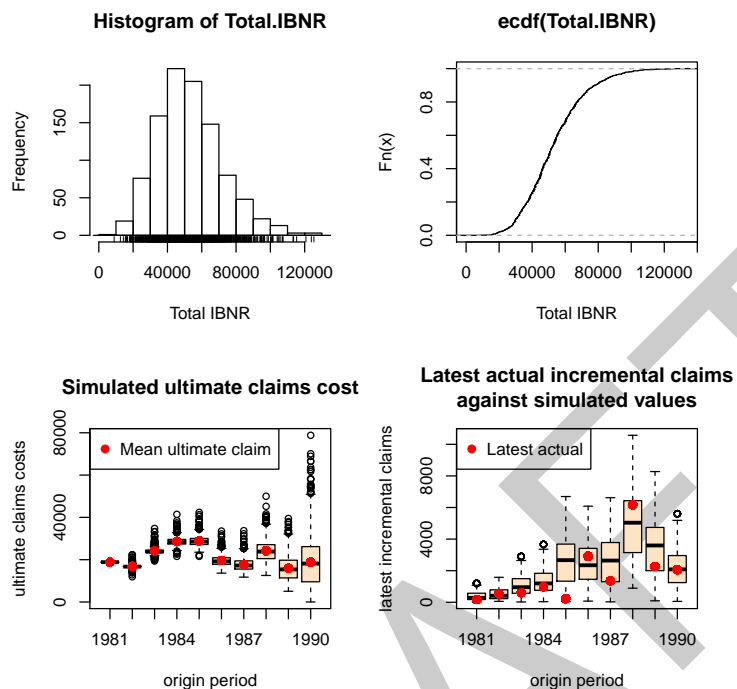 Histogram of Total.IBNR
Frequency
0 50 150
0 40000 80000 120000
Total IBNR
ecdf(Total.IBNR)
Fn(x)
0.0 0.4 0.8
0 40000 80000 120000
Total IBNR
Simulated ultimate claims cost
Mean ultimate claim
ultimate claims costs
0 40000 80000
1981 1984 1987 1990
origin period
Latest actual incremental claims
against simulated values
Latest actual
latest incremental claims
0 4000 8000
1981 1984 1987 1990
origin period